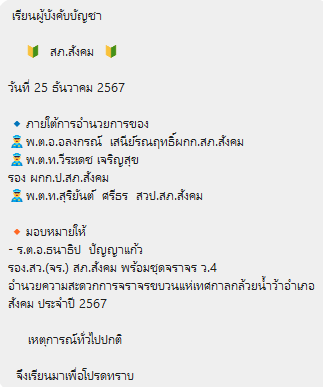 เรียนผู้บังคับบัญชา
🔰 สภ.สังคม 🔰
วันที่ 25 ธันวาคม 2567
🔹ภายใต้การอำนวยการของ
👮พ.ต.อ.อลงกรณ์ เสนีย์รณฤทธิ์ผกก.สภ.สังคม
👮พ.ต.ท.วีระเดช เจริญสุข
รอง ผกก.ป.สภ.สังคม
👮พ.ต.ท.สุริยันต์ ศรีธร สวป.สภ.สังคม
🔸มอบหมายให้
- ร.ต.อ.ธนาธิป ปัญญาแก้ว
รอง.สว.(จร.) สภ.สังคม พร้อมชุดจราจร ว.4
อำนวยความสะดวกการจราจรขบวนแห่เทศกาลกล้วยน้ำว้าอำเภอ
สังคม ประจำปี 2567
เหตุการณ์ทั่วไปปกติ
จึงเรียนมาเพื่อโปรดทราบ